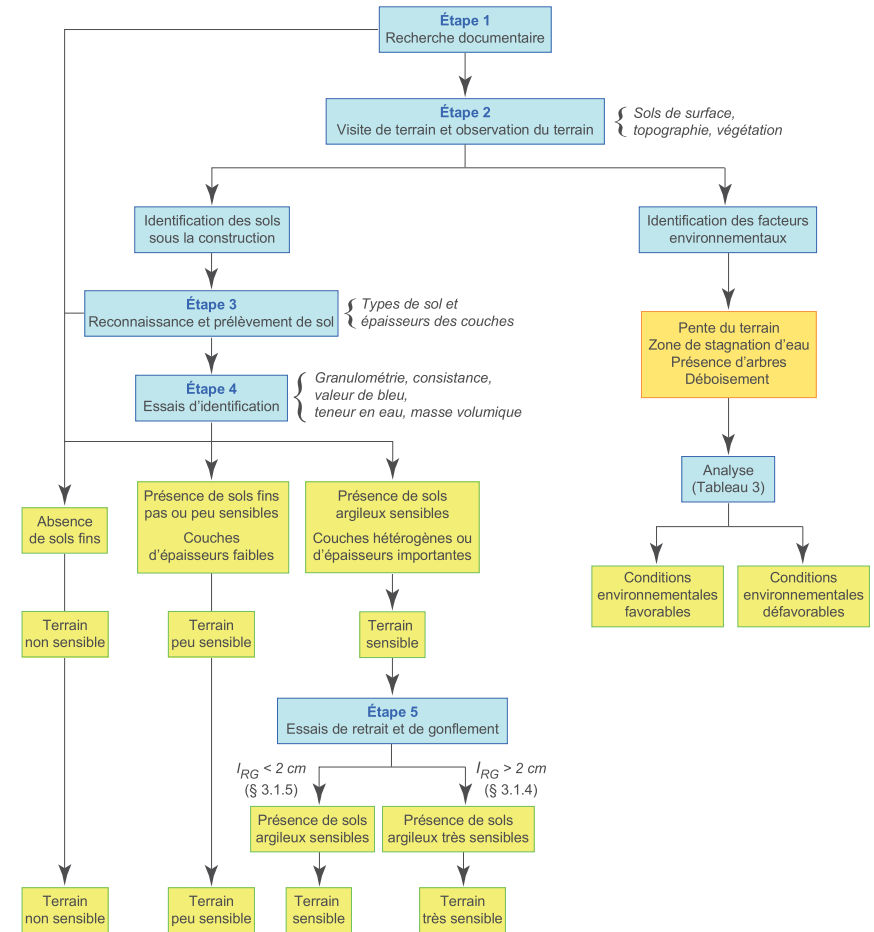 Étape 1
Recherche documentaire
Étape 2
Visite de terrain et observation du terrain
Sols de surface,
topographie, végétation
Identification des sols
sous la construction
Identification des facteurs
environnementaux
Étape 3
Reconnaissance et prélèvement de sol
Types de sol et
épaisseurs des couches
Pente du terrain
Zone de stagnation d'eau
Présence d'arbres
Déboisement
Étape 4
Essais d'identification
Granulométrie, consistance,
valeur de bleu,
teneur en eau, masse volumique
Analyse
(Tableau 3)
Absence
de sols fins
Présence de sols fins
pas ou peu sensibles
Couches
d'épaisseurs faibles
Présence de sols
argileux sensibles
Couches hétérogènes ou
d'épaisseurs importantes
Conditions
environnementales
favorables
Conditions
environnementales
défavorables
Terrain
non sensible
Terrain
peu sensible
Terrain
sensible
Étape 5
Essais de retrait et de gonflement
I_RG < 2 cm
(§ 3.1.5)
I_RG > 2 cm
(§ 3.1.4)
Présence de sols
argileux sensibles
Présence de sols
argileux très sensibles
Terrain
non sensible
Terrain
peu sensible
Terrain
sensible
Terrain
très sensible